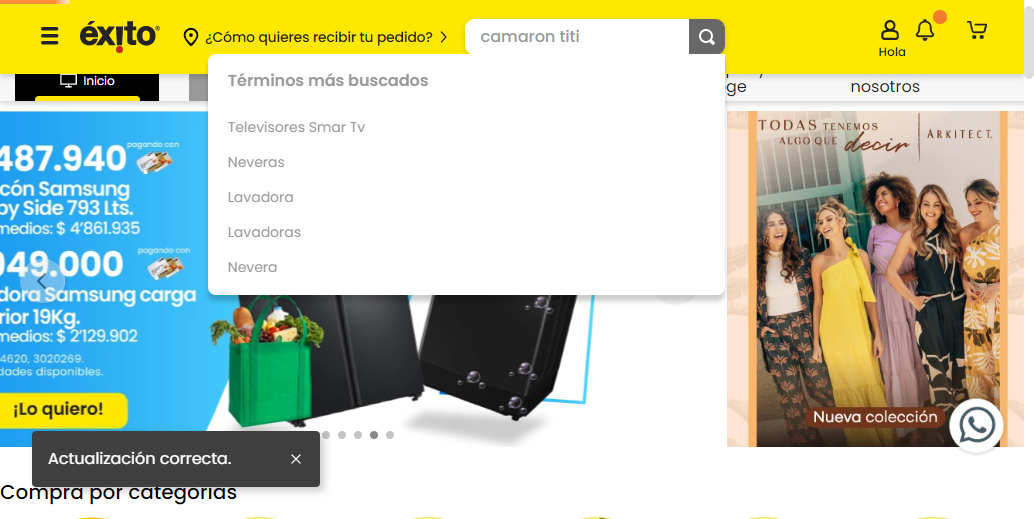 éxito
¿Cómo quieres recibir tu pedido?
camaron titi
Hola
Inicio
ge
nosotros
Términos más buscados
Televisores Smar Tv
Neveras
Lavadora
Lavadoras
Nevera
487.940
pagando con
cón Samsung
by Side 793 Lts.
medios: $ 4'861.935
049.000
pagando con
dora Samsung carga
rior 19Kg.
medios: $ 2'129.902
4620, 3020269.
dades disponibles.
¡Lo quiero!
TODAS TENEMOS
ALGO QUE decir
ARKITECT.
Nueva colección
Actualización correcta.
Compra por categorías